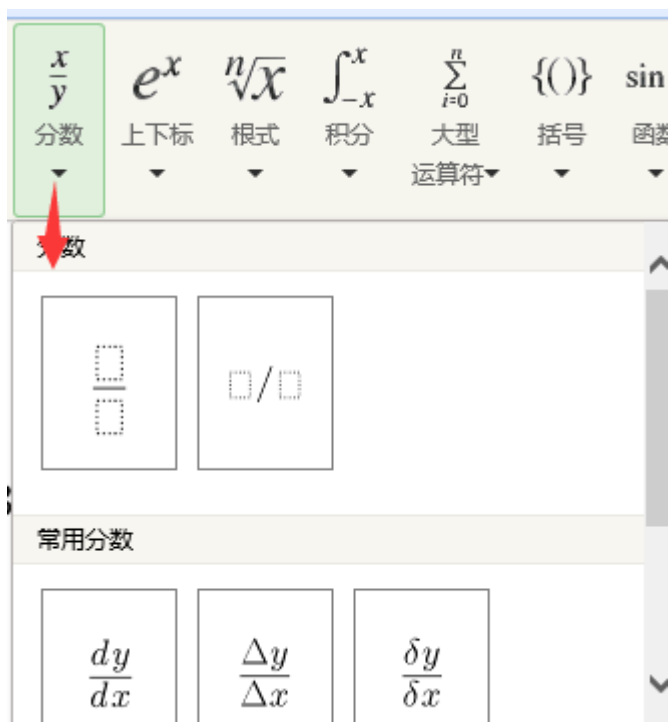 x/y e^x ⁿ√x ∫_{-x}^{x} ∑_{i=0}^{n} {()} sin
分数 上下标 根式 积分 大型 括号 函数
运算符
分数
□/□ □/□
常用分数
dy/dx Δy/Δx δy/δx